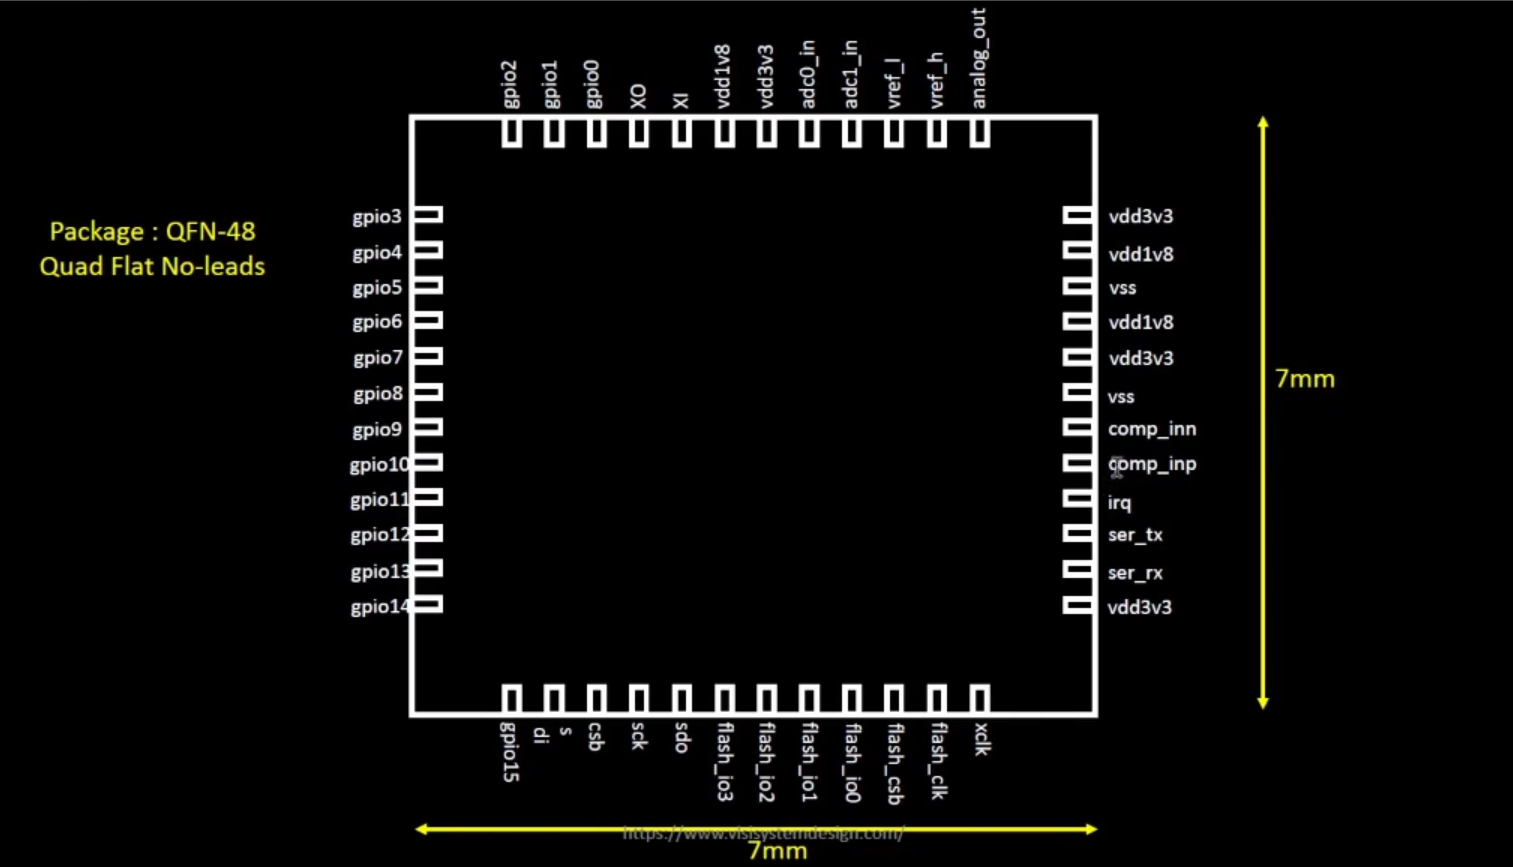 gpio2
gpio1
gpio0
XO
XI
vdd1v8
vdd3v3
adc0_in
adc1_in
vref_l
vref_h
analog_out
Package : QFN-48
Quad Flat No-leads
gpio3
gpio4
gpio5
gpio6
gpio7
gpio8
gpio9
gpio10
gpio11
gpio12
gpio13
gpio14
vdd3v3
vdd1v8
vss
vdd1v8
vdd3v3
vss
comp_inn
comp_inp
irq
ser_tx
ser_rx
vdd3v3
7mm
gpio15
s
di
csb
sck
sdo
flash_io3
flash_io2
flash_io1
flash_io0
flash_csb
flash_clk
xclk
https://www.vlsisystemdesign.com/
7mm